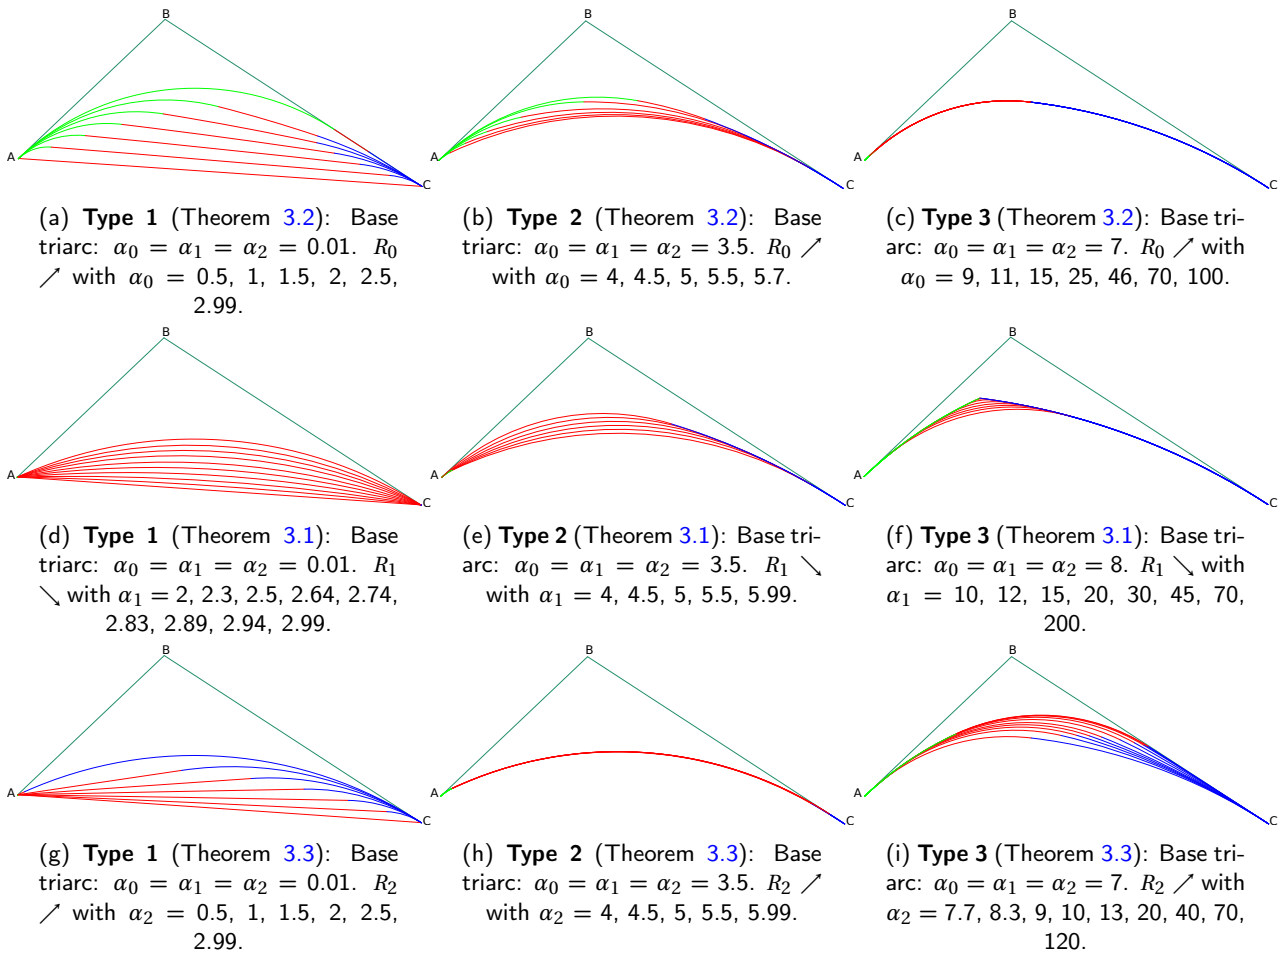 B
A
C
(a) Type 1 (Theorem 3.2): Base
triarc: α0 = α1 = α2 = 0.01. R0
↗ with α0 = 0.5, 1, 1.5, 2, 2.5,
2.99.
B
A
C
(b) Type 2 (Theorem 3.2): Base
triarc: α0 = α1 = α2 = 3.5. R0 ↗
with α0 = 4, 4.5, 5, 5.5, 5.7.
B
A
C
(c) Type 3 (Theorem 3.2): Base tri-
arc: α0 = α1 = α2 = 7. R0 ↗ with
α0 = 9, 11, 15, 25, 46, 70, 100.
B
A
C
(d) Type 1 (Theorem 3.1): Base
triarc: α0 = α1 = α2 = 0.01. R1
↘ with α1 = 2, 2.3, 2.5, 2.64, 2.74,
2.83, 2.89, 2.94, 2.99.
B
A
C
(e) Type 2 (Theorem 3.1): Base tri-
arc: α0 = α1 = α2 = 3.5. R1 ↘
with α1 = 4, 4.5, 5, 5.5, 5.99.
B
A
C
(f) Type 3 (Theorem 3.1): Base tri-
arc: α0 = α1 = α2 = 8. R1 ↘ with
α1 = 10, 12, 15, 20, 30, 45, 70,
200.
B
A
C
(g) Type 1 (Theorem 3.3): Base
triarc: α0 = α1 = α2 = 0.01. R2
↗ with α2 = 0.5, 1, 1.5, 2, 2.5,
2.99.
B
A
C
(h) Type 2 (Theorem 3.3): Base
triarc: α0 = α1 = α2 = 3.5. R2 ↗
with α2 = 4, 4.5, 5, 5.5, 5.99.
B
A
C
(i) Type 3 (Theorem 3.3): Base tri-
arc: α0 = α1 = α2 = 7. R2 ↗ with
α2 = 7.7, 8.3, 9, 10, 13, 20, 40, 70,
120.